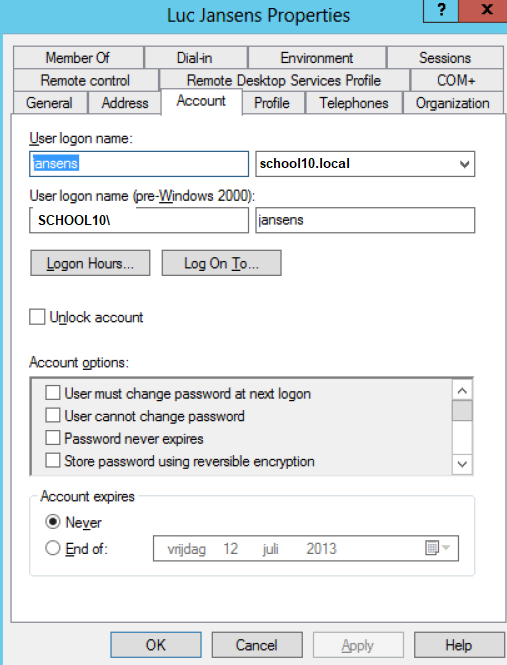 Luc Jansens Properties
?
x
Member Of
Dial-in
Environment
Sessions
Remote control
Remote Desktop Services Profile
COM+
General
Address
Account
Profile
Telephones
Organization
User logon name:
jansens
school10.local
User logon name (pre-Windows 2000):
SCHOOL10\
jansens
Logon Hours...
Log On To...
Unlock account
Account options:
User must change password at next logon
User cannot change password
Password never expires
Store password using reversible encryption
Account expires
Never
End of:
vrijdag 12 juli 2013
OK
Cancel
Apply
Help